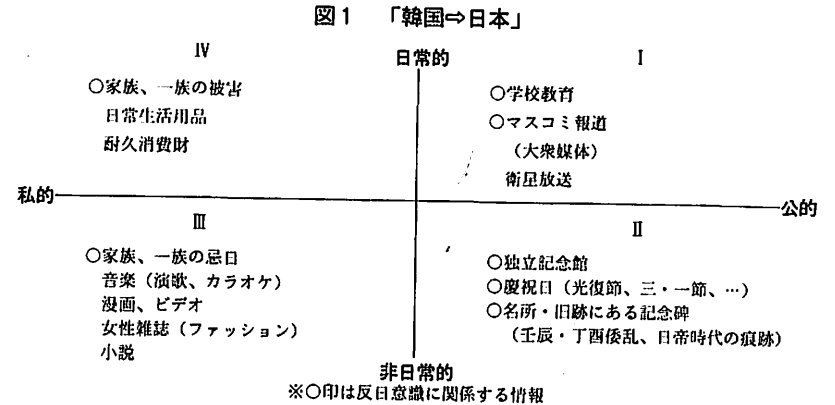 図1 「韓国⇨日本」
Ⅳ
日常的
Ⅰ
○家族、一族の被害
日常生活用品
耐久消費財
○学校教育
○マスコミ報道
(大衆媒体)
衛星放送
私的
公的
Ⅲ
Ⅱ
○家族、一族の忌日
音楽(演歌、カラオケ)
漫画、ビデオ
女性雑誌(ファッション)
小説
○独立記念館
○慶祝日(光復節、三・一節、…)
○名所・旧跡にある記念碑
(壬辰・丁酉倭乱、日帝時代の痕跡)
非日常的
※○印は反日意識に関係する情報